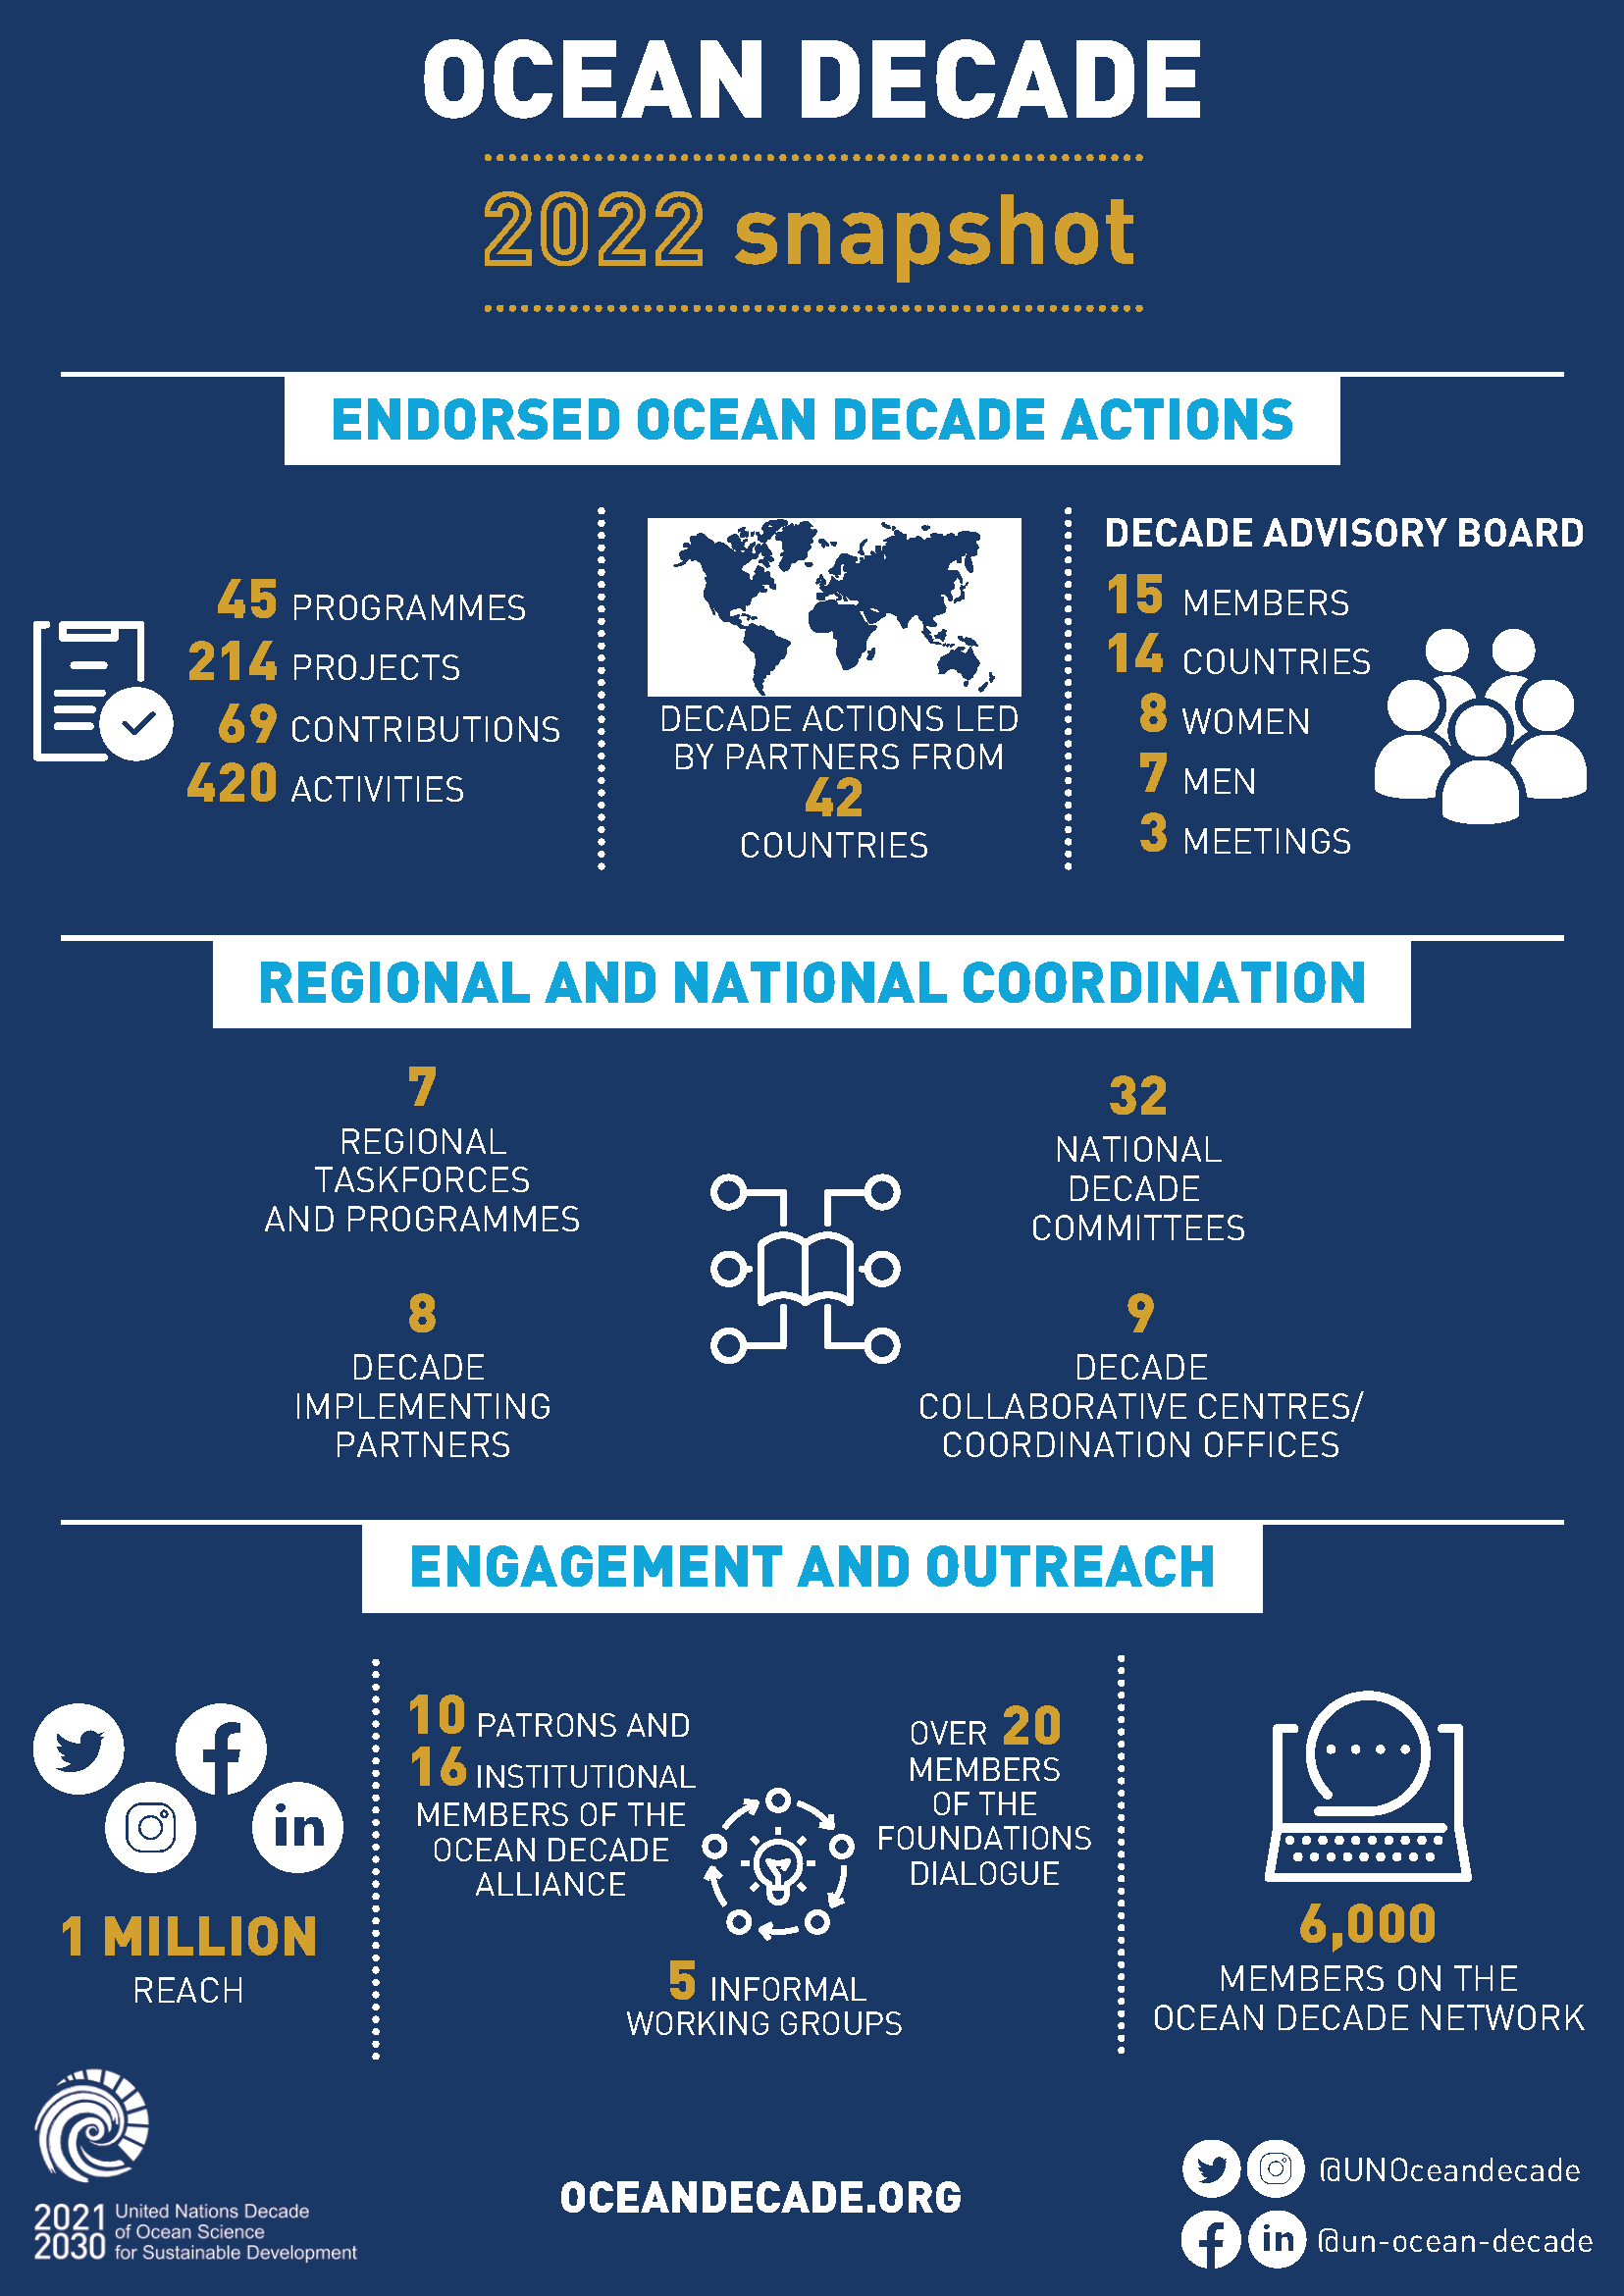 OCEAN DECADE
2022 snapshot
ENDORSED OCEAN DECADE ACTIONS
45 PROGRAMMES
214 PROJECTS
69 CONTRIBUTIONS
420 ACTIVITIES
DECADE ACTIONS LED
BY PARTNERS FROM
42
COUNTRIES
DECADE ADVISORY BOARD
15 MEMBERS
14 COUNTRIES
8 WOMEN
7 MEN
3 MEETINGS
REGIONAL AND NATIONAL COORDINATION
7
REGIONAL
TASKFORCES
AND PROGRAMMES
32
NATIONAL
DECADE
COMMITTEES
8
DECADE
IMPLEMENTING
PARTNERS
9
DECADE
COLLABORATIVE CENTRES/
COORDINATION OFFICES
ENGAGEMENT AND OUTREACH
in
1 MILLION
REACH
10 PATRONS AND
16 INSTITUTIONAL
MEMBERS OF THE
OCEAN DECADE
ALLIANCE
OVER 20
MEMBERS
OF THE
FOUNDATIONS
DIALOGUE
5 INFORMAL
WORKING GROUPS
6,000
MEMBERS ON THE
OCEAN DECADE NETWORK
2021
2030
United Nations Decade
of Ocean Science
for Sustainable Development
OCEANDECADE.ORG
@UNOceandecade
in @un-ocean-decade